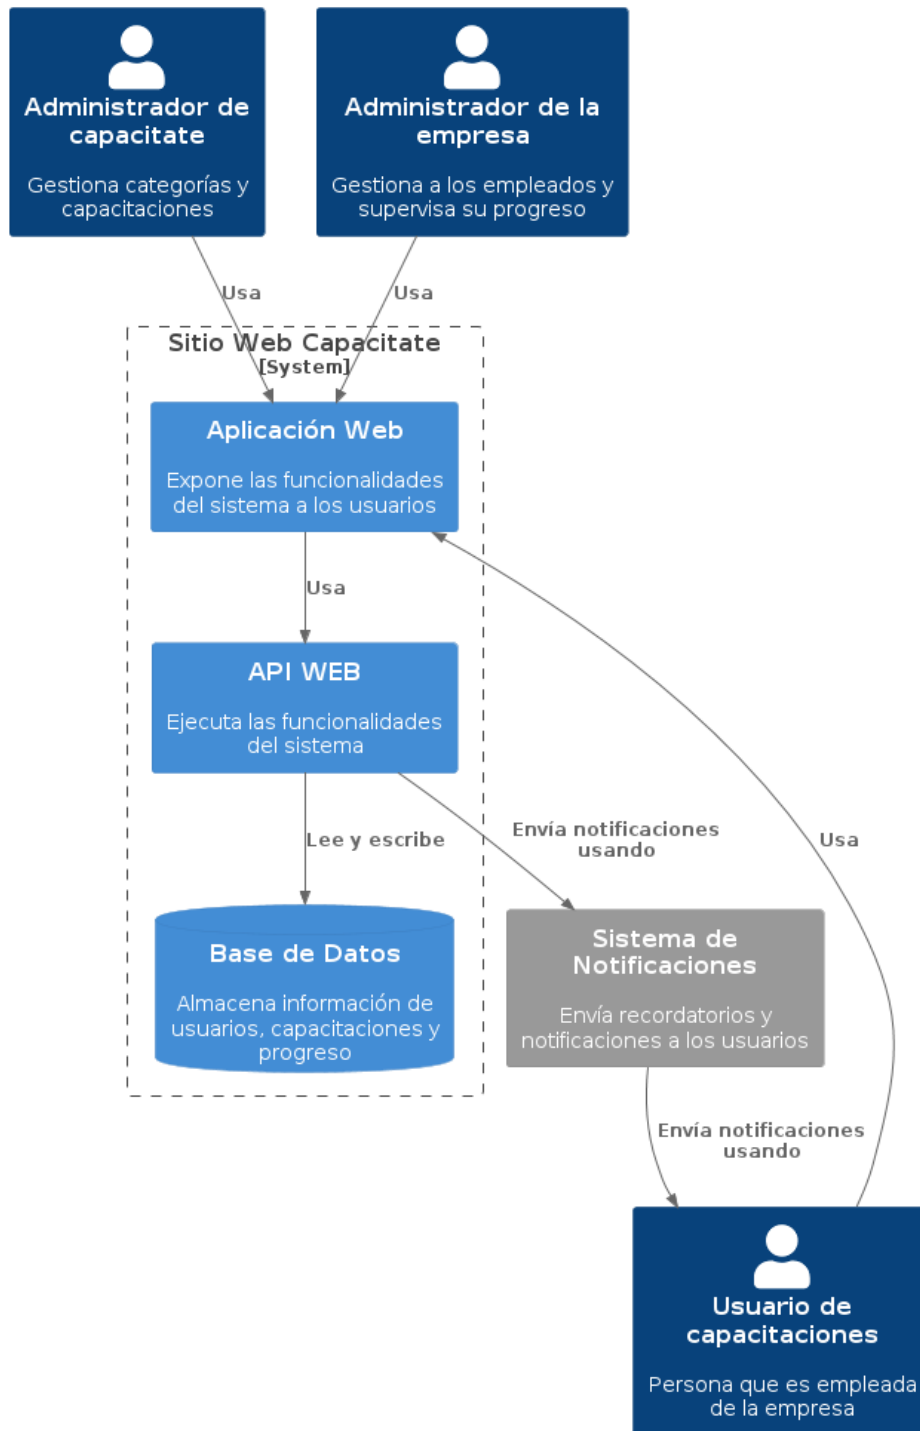 Administrador de
capacitate
Gestiona categorías y
capacitaciones
Administrador de la
empresa
Gestiona a los empleados y
supervisa su progreso
Usa
Usa
Sitio Web Capacitate
[System]
Aplicación Web
Expone las funcionalidades
del sistema a los usuarios
Usa
API WEB
Ejecuta las funcionalidades
del sistema
Lee y escribe
Envía notificaciones
usando
Usa
Base de Datos
Almacena información de
usuarios, capacitaciones y
progreso
Sistema de
Notificaciones
Envía recordatorios y
notificaciones a los usuarios
Envía notificaciones
usando
Usuario de
capacitaciones
Persona que es empleada
de la empresa